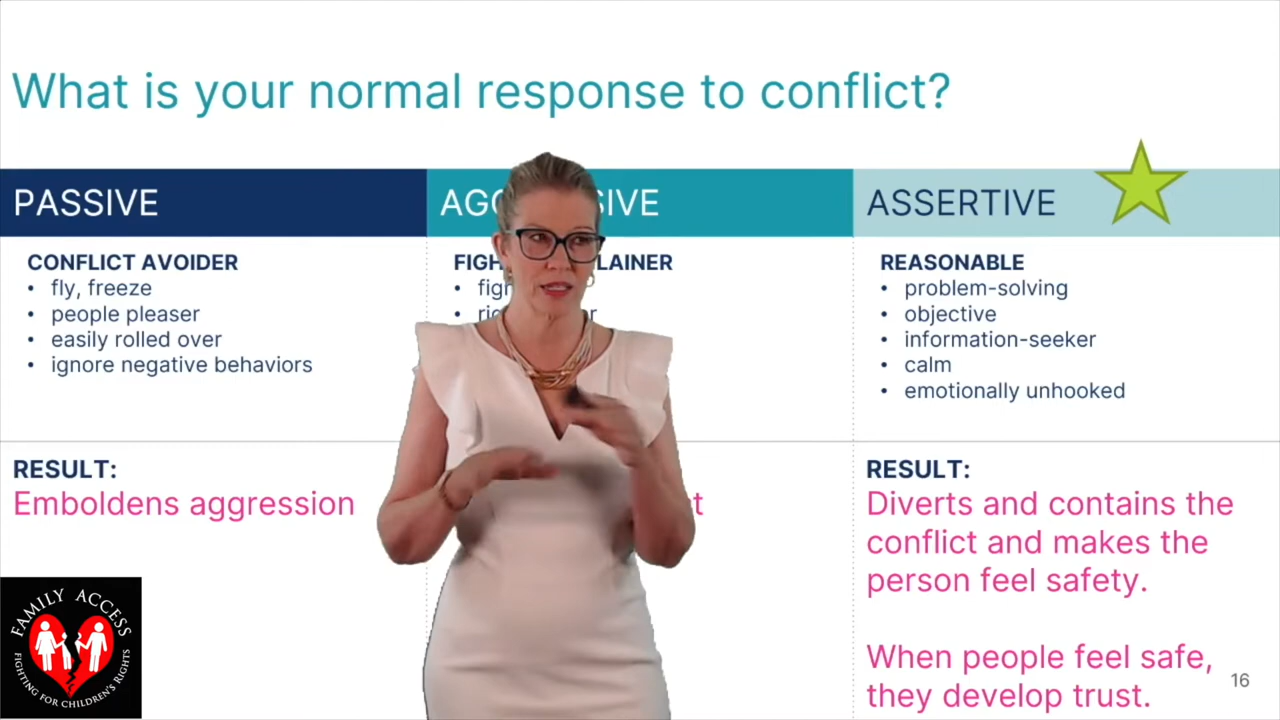 What is your normal response to conflict?
PASSIVE
CONFLICT AVOIDER
• fly, freeze
• people pleaser
• easily rolled over
• ignore negative behaviors
RESULT:
Emboldens aggression
ASSERTIVE
REASONABLE
• problem-solving
• objective
• information-seeker
• calm
• emotionally unhooked
RESULT:
Diverts and contains the
conflict and makes the
person feel safety.
When people feel safe,
they develop trust.
16
FAMILY ACCESS
FIGHTING FOR CHILDREN'S RIGHTS